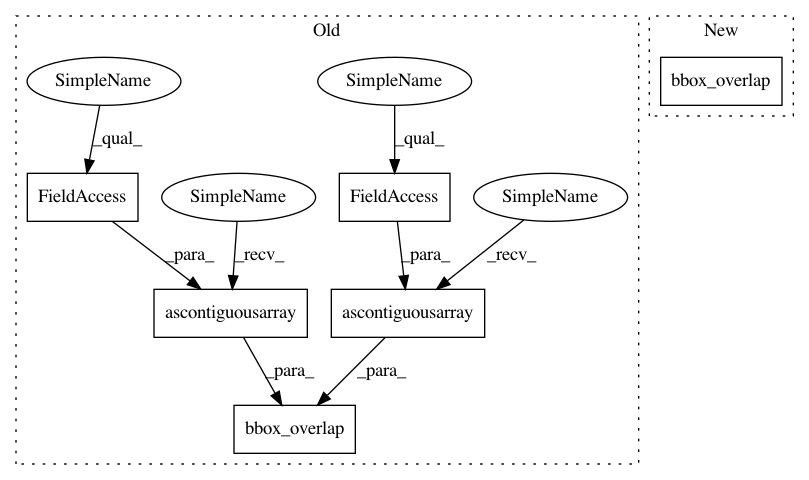 Old
New
SimpleName
SimpleName
bbox_overlap
_qual_
_qual_
FieldAccess
SimpleName
FieldAccess
SimpleName
_para_
_recv_
_para_
_recv_
ascontiguousarray
ascontiguousarray
_para_
_para_
bbox_overlap